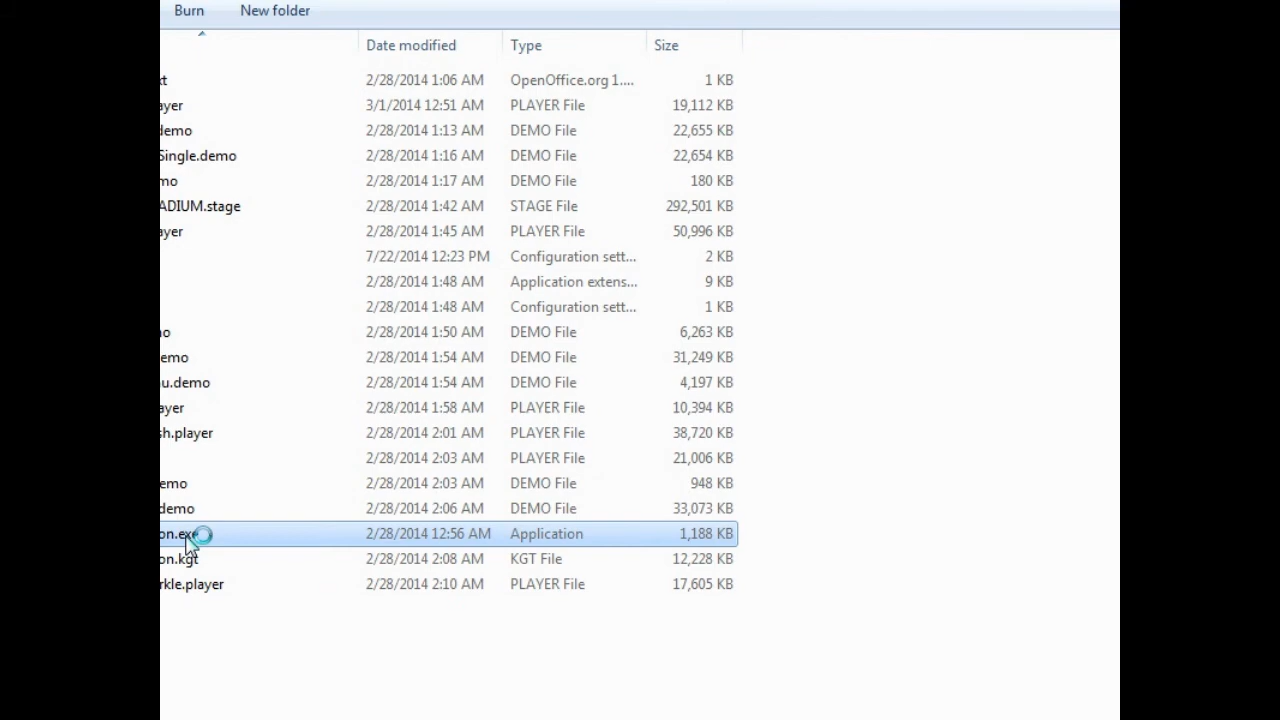 Burn New folder
Date modified Type Size
kt 2/28/2014 1:06 AM OpenOffice.org 1.... 1 KB
ayer 3/1/2014 12:51 AM PLAYER File 19,112 KB
demo 2/28/2014 1:13 AM DEMO File 22,655 KB
Single.demo 2/28/2014 1:16 AM DEMO File 22,654 KB
mo 2/28/2014 1:17 AM DEMO File 180 KB
ADIUM.stage 2/28/2014 1:42 AM STAGE File 292,501 KB
ayer 2/28/2014 1:45 AM PLAYER File 50,996 KB
7/22/2014 12:23 PM Configuration sett... 2 KB
2/28/2014 1:48 AM Application extens... 9 KB
2/28/2014 1:48 AM Configuration sett... 1 KB
o 2/28/2014 1:50 AM DEMO File 6,263 KB
emo 2/28/2014 1:54 AM DEMO File 31,249 KB
u.demo 2/28/2014 1:54 AM DEMO File 4,197 KB
ayer 2/28/2014 1:58 AM PLAYER File 10,394 KB
h.player 2/28/2014 2:01 AM PLAYER File 38,720 KB
2/28/2014 2:03 AM PLAYER File 21,006 KB
emo 2/28/2014 2:03 AM DEMO File 948 KB
demo 2/28/2014 2:06 AM DEMO File 33,073 KB
on.exe 2/28/2014 12:56 AM Application 1,188 KB
on.kgt 2/28/2014 2:08 AM KGT File 12,228 KB
rkle.player 2/28/2014 2:10 AM PLAYER File 17,605 KB